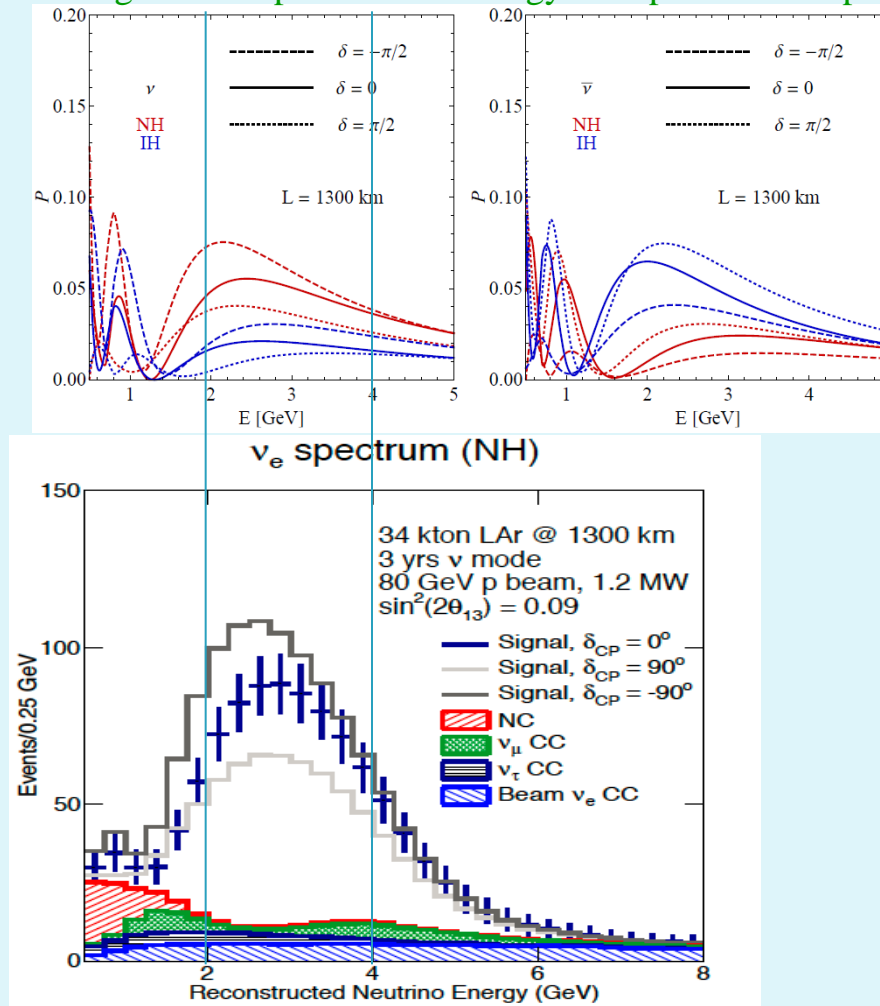 0.20
0.15
0.10
0.05
0.00
P
ν
NH
IH
δ = -π/2
δ = 0
δ = π/2
L = 1300 km
1 2 3 4 5
E [GeV]
0.20
0.15
0.10
0.05
0.00
P
ν̅
NH
IH
δ = -π/2
δ = 0
δ = π/2
L = 1300 km
1 2 3 4
E [GeV]
νe spectrum (NH)
150
100
50
0
Events/0.25 GeV
34 kton LAr @ 1300 km
3 yrs ν mode
80 GeV p beam, 1.2 MW
sin²(2θ₁₃) = 0.09
Signal, δCP = 0°
Signal, δCP = 90°
Signal, δCP = -90°
NC
νμ CC
ντ CC
Beam νe CC
2 4 6 8
Reconstructed Neutrino Energy (GeV)